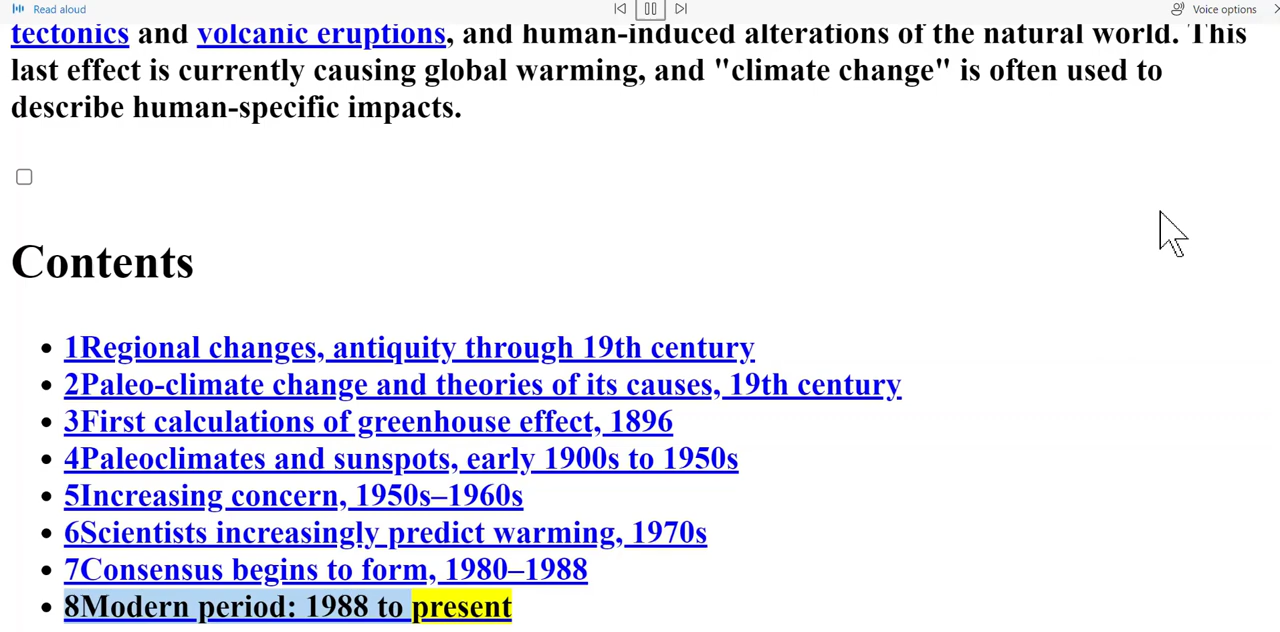 Read aloud
Voice options
tectonics and volcanic eruptions, and human-induced alterations of the natural world. This
last effect is currently causing global warming, and "climate change" is often used to
describe human-specific impacts.
Contents
1Regional changes, antiquity through 19th century
2Paleo-climate change and theories of its causes, 19th century
3First calculations of greenhouse effect, 1896
4Paleoclimates and sunspots, early 1900s to 1950s
5Increasing concern, 1950s–1960s
6Scientists increasingly predict warming, 1970s
7Consensus begins to form, 1980–1988
8Modern period: 1988 to present